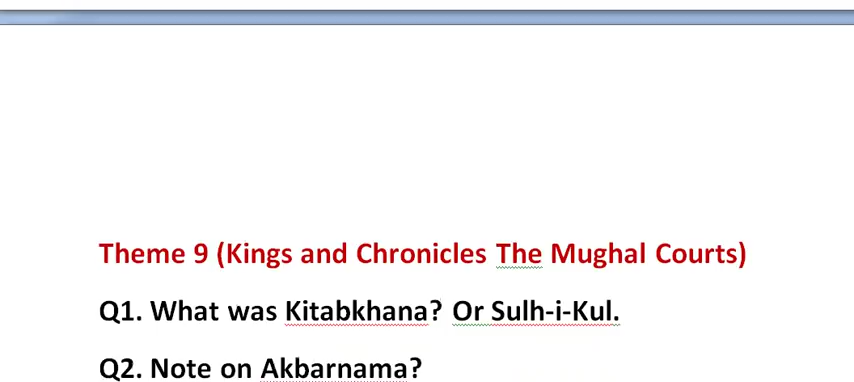 Theme 9 (Kings and Chronicles The Mughal Courts)
Q1. What was Kitabkhana? Or Sulh-i-Kul.
Q2. Note on Akbarnama?